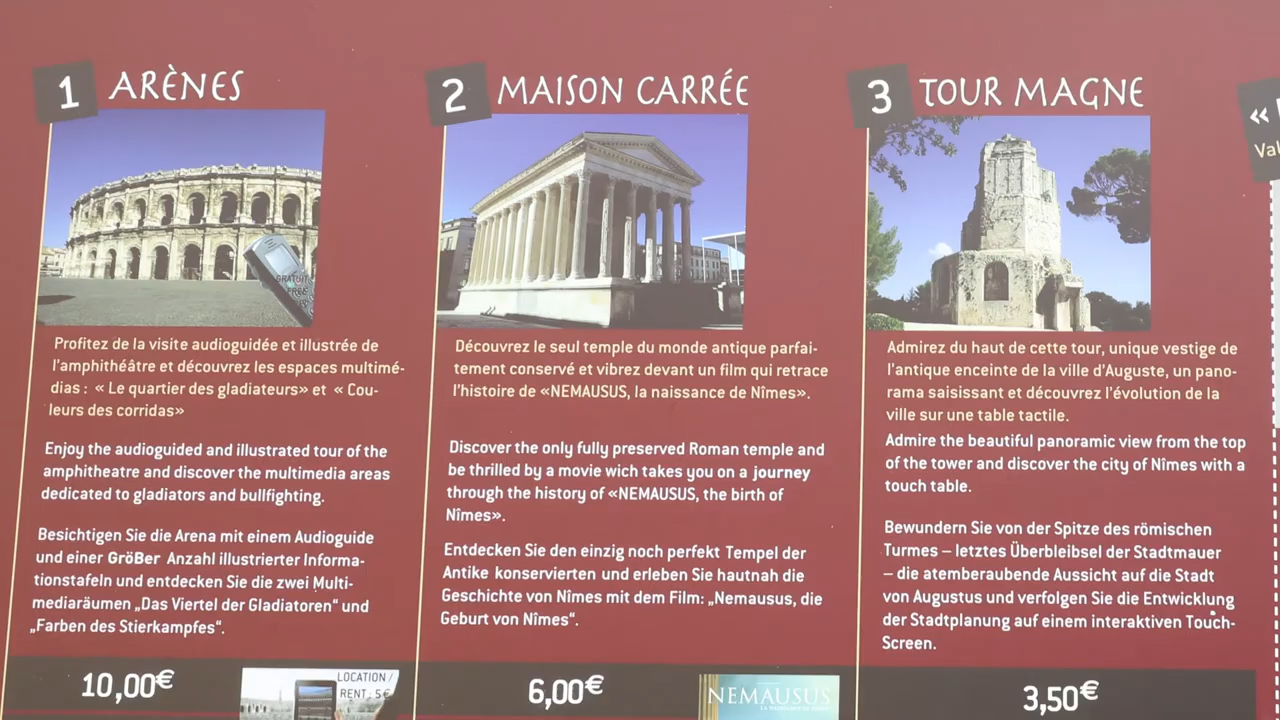 1 ARÈNES
GRATUIT
FREE
Profitez de la visite audioguidée et illustrée de
l'amphithéâtre et découvrez les espaces multimé-
dias : « Le quartier des gladiateurs» et « Cou-
leurs des corridas»
Enjoy the audioguided and illustrated tour of the
amphitheatre and discover the multimedia areas
dedicated to gladiators and bullfighting.
Besichtigen Sie die Arena mit einem Audioguide
und einer GröBer Anzahl illustrierter Informa-
tionstafeln und entdecken Sie die zwei Multi-
mediaräumen „Das Viertel der Gladiatoren" und
„Farben des Stierkampfes".
10,00€
LOCATION /
RENT : 5€
2 MAISON CARRÉE
Découvrez le seul temple du monde antique parfai-
tement conservé et vibrez devant un film qui retrace
l'histoire de «NEMAUSUS, la naissance de Nîmes».
Discover the only fully preserved Roman temple and
be thrilled by a movie wich takes you on a journey
through the history of «NEMAUSUS, the birth of
Nîmes».
Entdecken Sie den einzig noch perfekt Tempel der
Antike konservierten und erleben Sie hautnah die
Geschichte von Nîmes mit dem Film: „Nemausus, die
Geburt von Nîmes".
6,00€
NEMAUSUS
3 TOUR MAGNE
Admirez du haut de cette tour, unique vestige de
l'antique enceinte de la ville d'Auguste, un pano-
rama saisissant et découvrez l'évolution de la
ville sur une table tactile.
Admire the beautiful panoramic view from the top
of the tower and discover the city of Nîmes with a
touch table.
Bewundern Sie von der Spitze des römischen
Turmes – letztes Überbleibsel der Stadtmauer
– die atemberaubende Aussicht auf die Stadt
von Augustus und verfolgen Sie die Entwicklung
der Stadtplanung auf einem interaktiven Touch-
Screen.
3,50€
«
Val